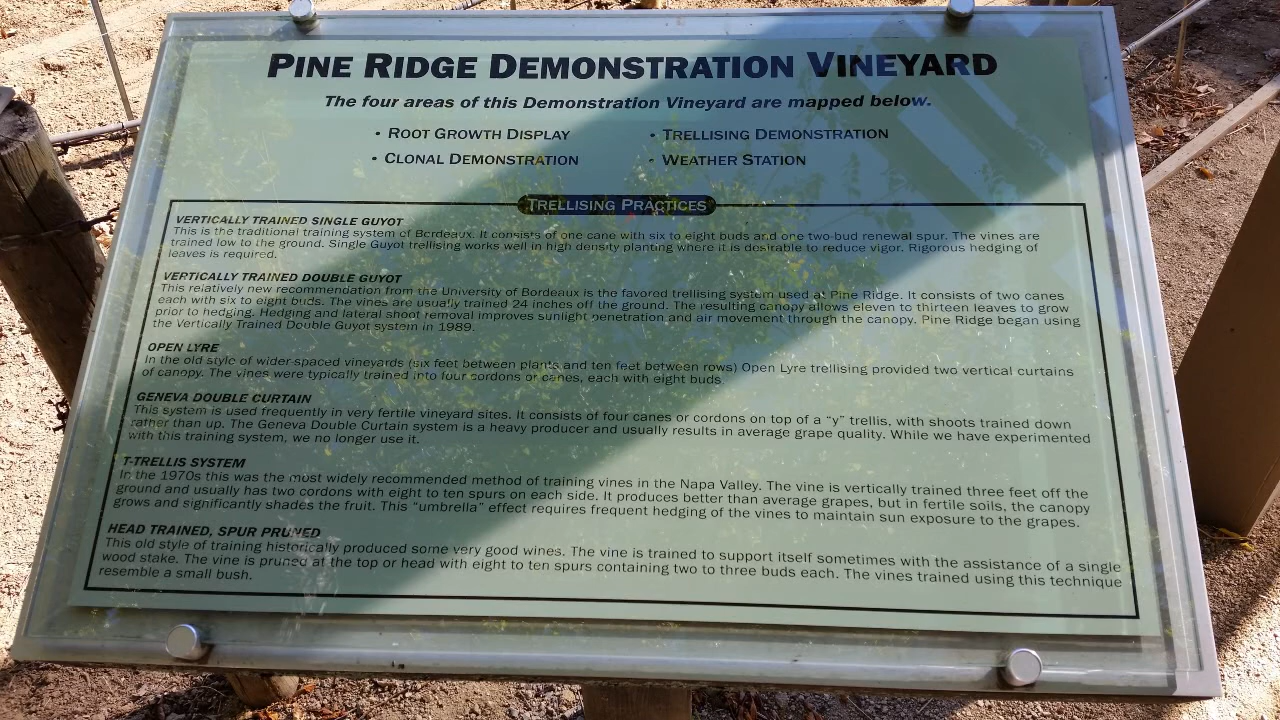 PINE RIDGE DEMONSTRATION VINEYARD
The four areas of this Demonstration Vineyard are mapped below.
• ROOT GROWTH DISPLAY
• TRELLISING DEMONSTRATION
• CLONAL DEMONSTRATION
• WEATHER STATION
TRELLISING PRACTICES
VERTICALLY TRAINED SINGLE GUYOT
This is the traditional training system of Bordeaux. It consists of one cane with six to eight buds and one two-bud renewal spur. The vines are
trained low to the ground. Single Guyot trellising works well in high density planting where it is desirable to reduce vigor. Rigorous hedging of
leaves is required.
VERTICALLY TRAINED DOUBLE GUYOT
This relatively new recommendation from the University of Bordeaux is the favored trellising system used at Pine Ridge. It consists of two canes
each with six to eight buds. The vines are usually trained 24 inches off the ground. The resulting canopy allows eleven to thirteen leaves to grow
prior to hedging. Hedging and lateral shoot removal improves sunlight penetration and air movement through the canopy. Pine Ridge began using
the Vertically Trained Double Guyot system in 1989.
OPEN LYRE
In the old style of wider-spaced vineyards (six feet between plants and ten feet between rows) Open Lyre trellising provided two vertical curtains
of canopy. The vines were typically trained into four cordons or canes, each with eight buds.
GENEVA DOUBLE CURTAIN
This system is used frequently in very fertile vineyard sites. It consists of four canes or cordons on top of a “y” trellis, with shoots trained down
rather than up. The Geneva Double Curtain system is a heavy producer and usually results in average grape quality. While we have experimented
with this training system, we no longer use it.
T-TRELLIS SYSTEM
In the 1970s this was the most widely recommended method of training vines in the Napa Valley. The vine is vertically trained three feet off the
ground and usually has two cordons with eight to ten spurs on each side. It produces better than average grapes, but in fertile soils, the canopy
grows and significantly shades the fruit. This “umbrella” effect requires frequent hedging of the vines to maintain sun exposure to the grapes.
HEAD TRAINED, SPUR PRUNED
This old style of training historically produced some very good wines. The vine is trained to support itself sometimes with the assistance of a single
wood stake. The vine is pruned at the top or head with eight to ten spurs containing two to three buds each. The vines trained using this technique
resemble a small bush.